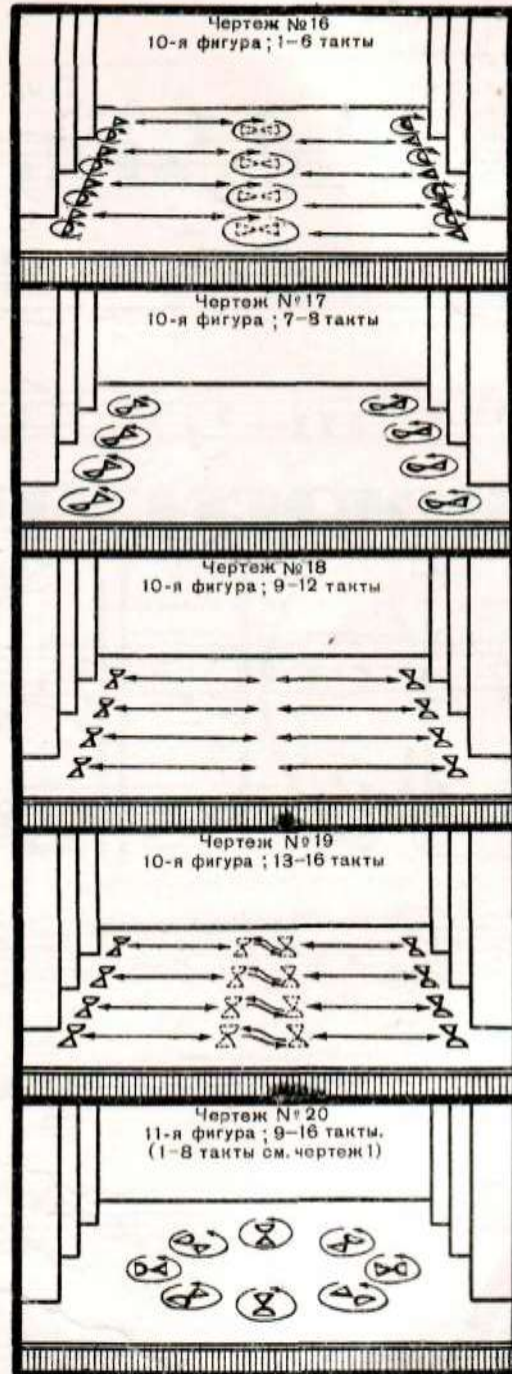 Чертеж №16
10-я фигура; 1-6 такты
Чертеж №17
10-я фигура; 7-8 такты
Чертеж №18
10-я фигура; 9-12 такты
Чертеж №19
10-я фигура; 13-16 такты
Чертеж №20
11-я фигура; 9-16 такты.
(1-8 такты см. чертеж 1)